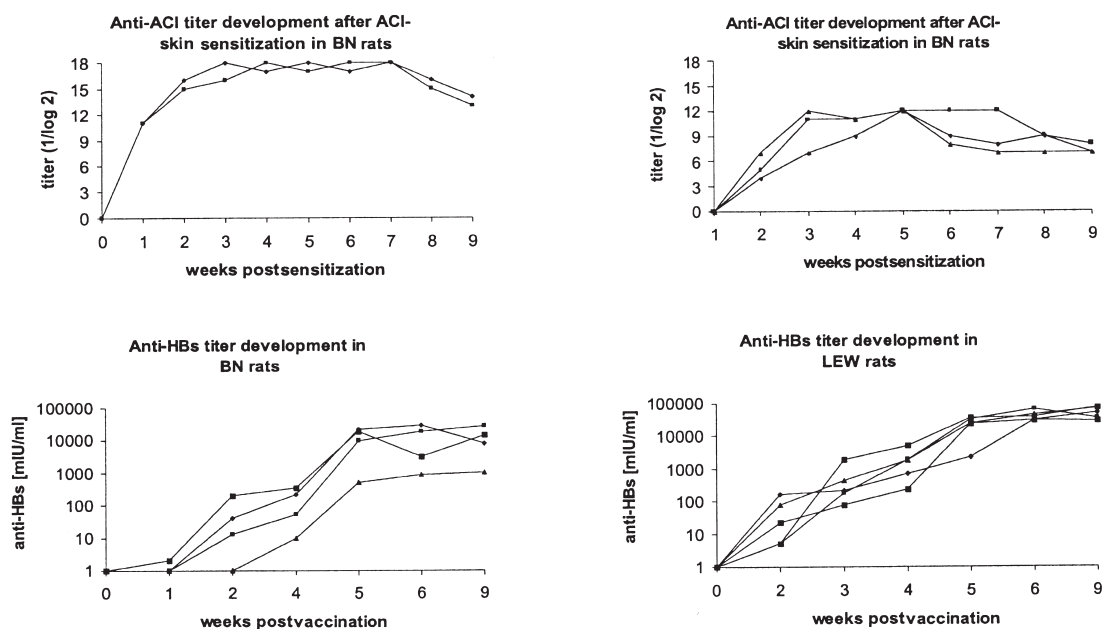 Anti-ACI titer development after ACI-
skin sensitization in BN rats
18
15
12
9
6
3
0
titer (1/log 2)
0 1 2 3 4 5 6 7 8 9
weeks postsensitization
Anti-ACI titer development after ACI-
skin sensitization in BN rats
18
15
12
9
6
3
0
titer (1/log 2)
1 2 3 4 5 6 7 8 9
weeks postsensitization
Anti-HBs titer development in
BN rats
100000
10000
1000
100
10
1
anti-HBs [mIU/ml]
0 1 2 4 5 6 9
weeks postvaccination
Anti-HBs titer development in
LEW rats
100000
10000
1000
100
10
1
anti-HBs [mIU/ml]
0 2 3 4 5 6 9
weeks postvaccination